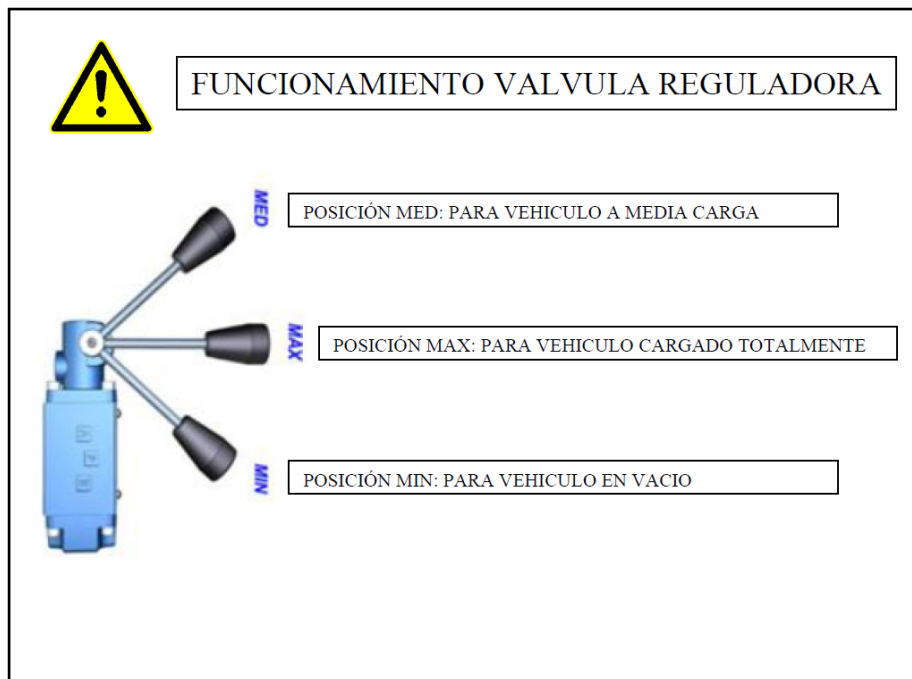 FUNCIONAMIENTO VALVULA REGULADORA
MED
POSICIÓN MED: PARA VEHICULO A MEDIA CARGA
MAX
POSICIÓN MAX: PARA VEHICULO CARGADO TOTALMENTE
MIN
POSICIÓN MIN: PARA VEHICULO EN VACIO